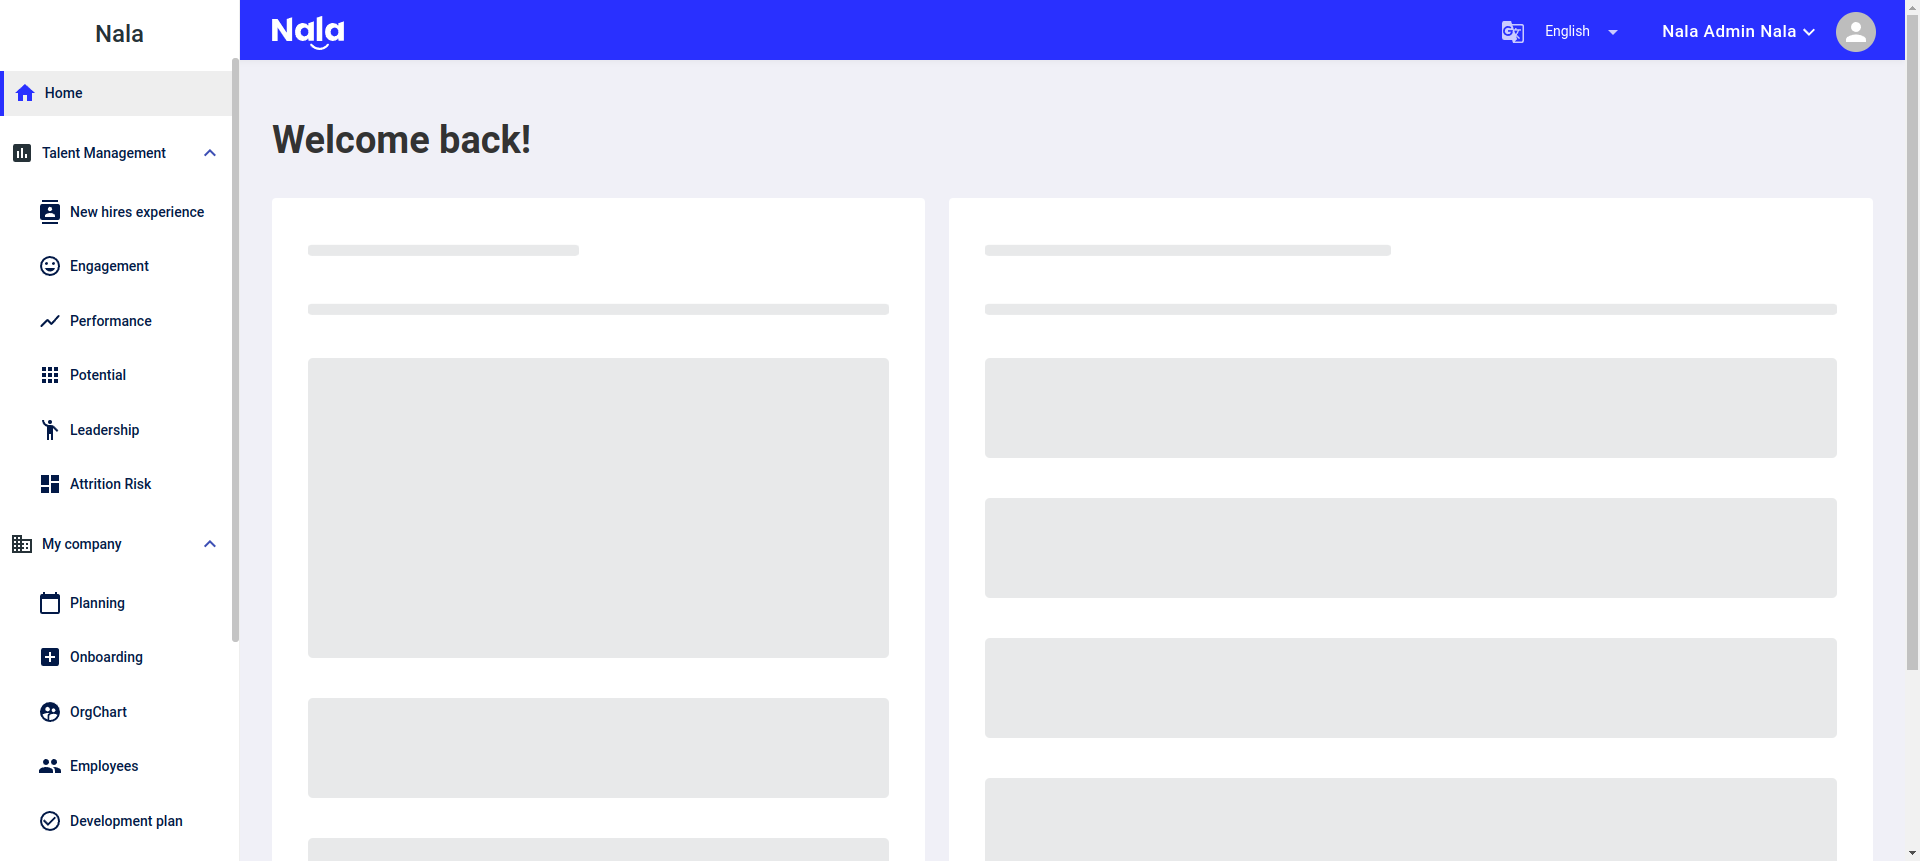 Nala
Nala
English
Nala Admin Nala
Home
Talent Management
New hires experience
Engagement
Performance
Potential
Leadership
Attrition Risk
My company
Planning
Onboarding
OrgChart
Employees
Development plan
Welcome back!